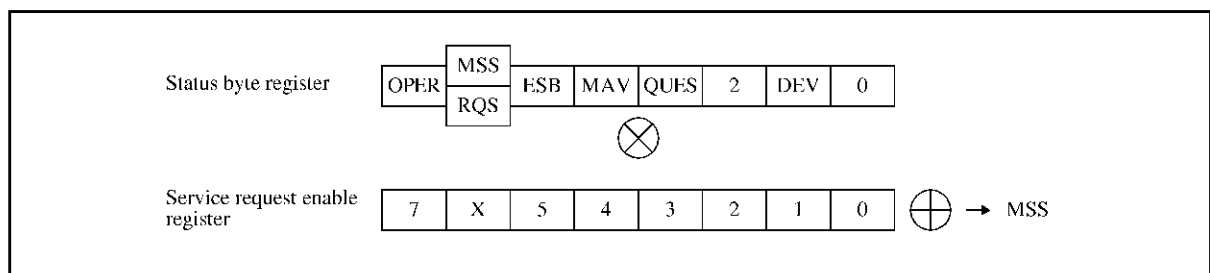 MSS
Status byte register OPER ESB MAV QUES 2 DEV 0
RQS
Service request enable
register
7 X 5 4 3 2 1 0 → MSS